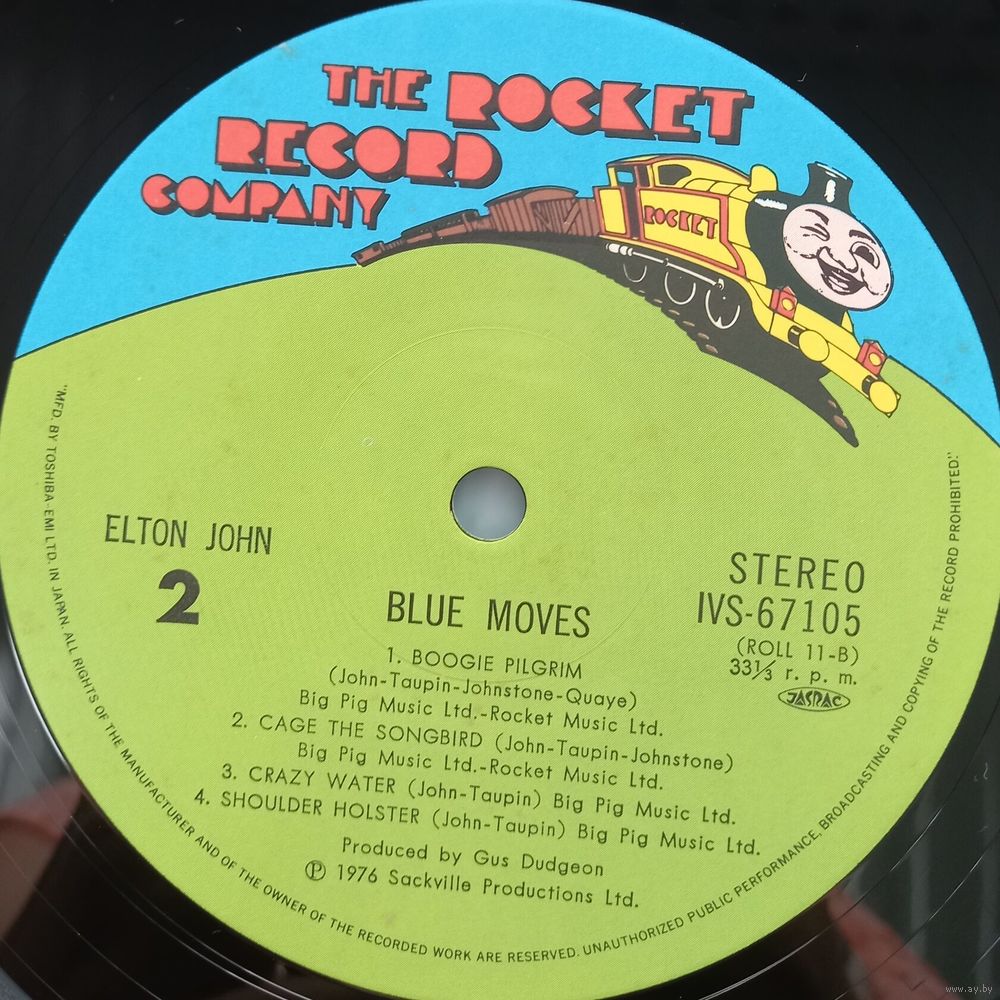 THE ROCKET
RECORD
COMPANY
ROCKET
ELTON JOHN
2
BLUE MOVES
STEREO
IVS-67105
(ROLL 11-B)
33⅓ r. p. m.
JASRAC
1. BOOGIE PILGRIM
(John-Taupin-Johnstone-Quaye)
Big Pig Music Ltd.-Rocket Music Ltd.
2. CAGE THE SONGBIRD (John-Taupin-Johnstone)
Big Pig Music Ltd.-Rocket Music Ltd.
3. CRAZY WATER (John-Taupin) Big Pig Music Ltd.
4. SHOULDER HOLSTER (John-Taupin) Big Pig Music Ltd.
Produced by Gus Dudgeon
℗ 1976 Sackville Productions Ltd.
"MFD. BY TOSHIBA-EMI LTD. IN JAPAN. ALL RIGHTS OF THE MANUFACTURER AND OF THE OWNER OF THE RECORDED WORK ARE RESERVED. UNAUTHORIZED PUBLIC PERFORMANCE, BROADCASTING AND COPYING OF THE RECORD PROHIBITED."
www.ay.by